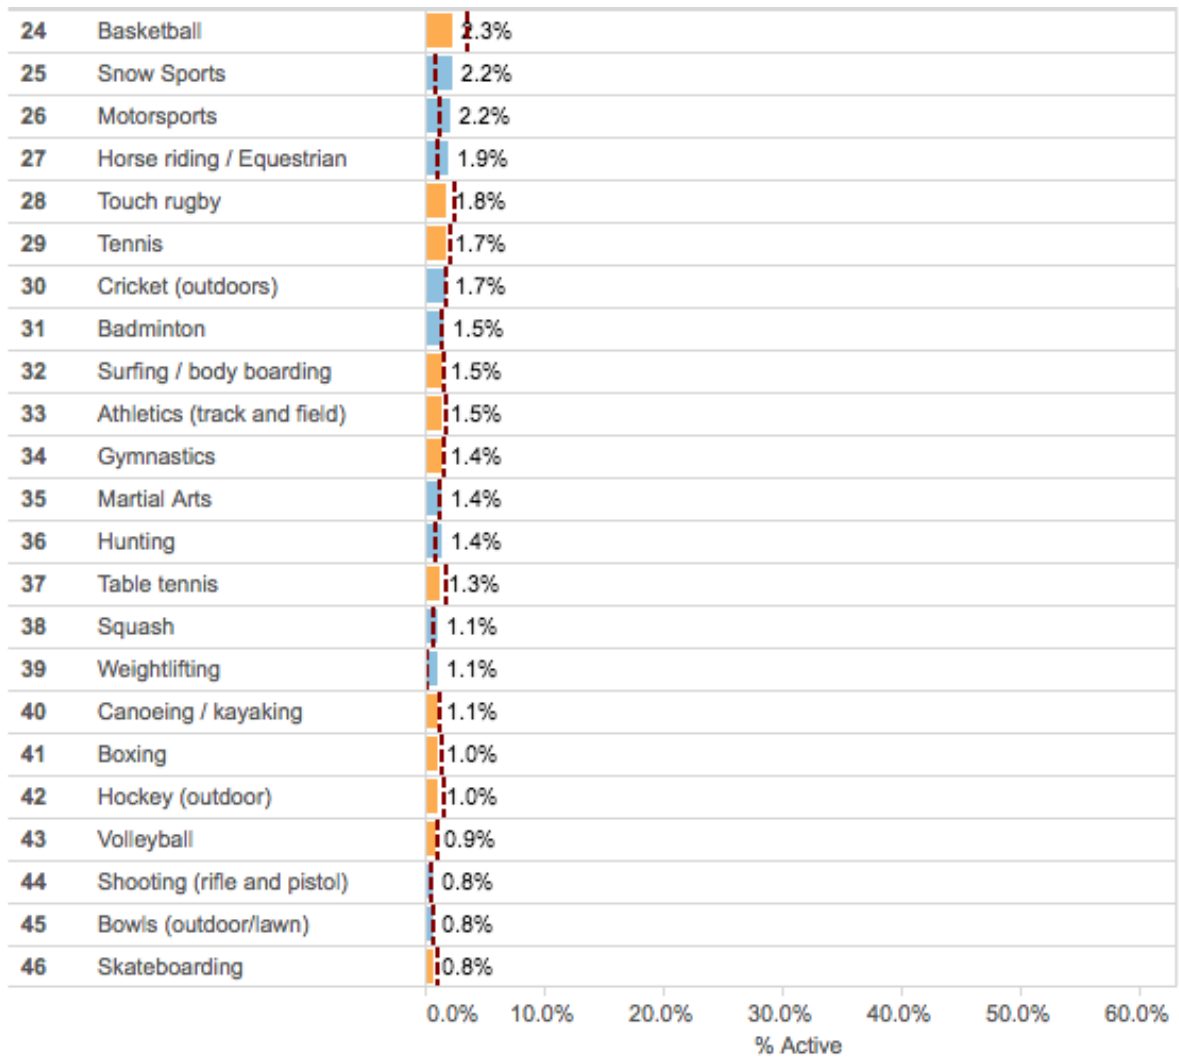 24 Basketball 2.3%
25 Snow Sports 2.2%
26 Motorsports 2.2%
27 Horse riding / Equestrian 1.9%
28 Touch rugby 1.8%
29 Tennis 1.7%
30 Cricket (outdoors) 1.7%
31 Badminton 1.5%
32 Surfing / body boarding 1.5%
33 Athletics (track and field) 1.5%
34 Gymnastics 1.4%
35 Martial Arts 1.4%
36 Hunting 1.4%
37 Table tennis 1.3%
38 Squash 1.1%
39 Weightlifting 1.1%
40 Canoeing / kayaking 1.1%
41 Boxing 1.0%
42 Hockey (outdoor) 1.0%
43 Volleyball 0.9%
44 Shooting (rifle and pistol) 0.8%
45 Bowls (outdoor/lawn) 0.8%
46 Skateboarding 0.8%
0.0% 10.0% 20.0% 30.0% 40.0% 50.0% 60.0%
% Active